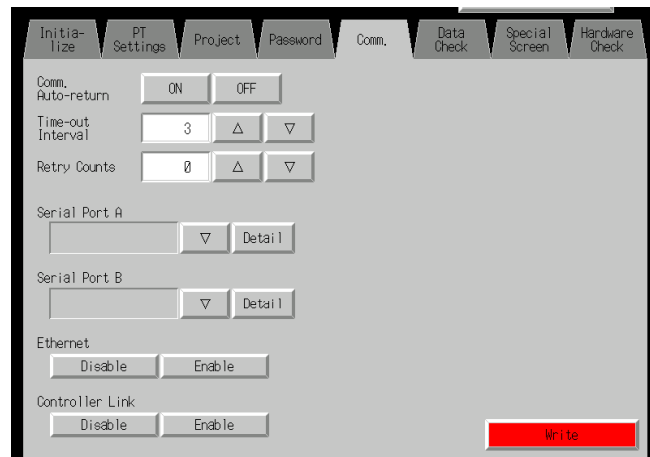 Initia-
lize
PT
Settings
Project
Password
Comm.
Data
Check
Special
Screen
Hardware
Check
Comm.
Auto-return
ON
OFF
Time-out
Interval
3
△
▽
Retry Counts
0
△
▽
Serial Port A
▽
Detail
Serial Port B
▽
Detail
Ethernet
Disable
Enable
Controller Link
Disable
Enable
Write